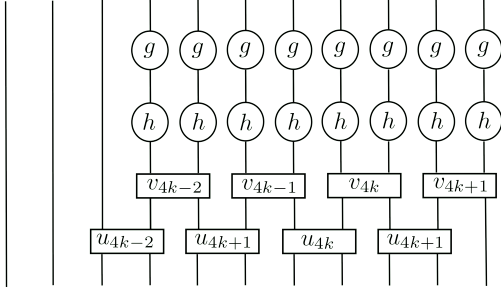 g g g g g g g g
h h h h h h h h
v_{4k-2} v_{4k-1} v_{4k} v_{4k+1}
u_{4k-2} u_{4k+1} u_{4k} u_{4k+1}